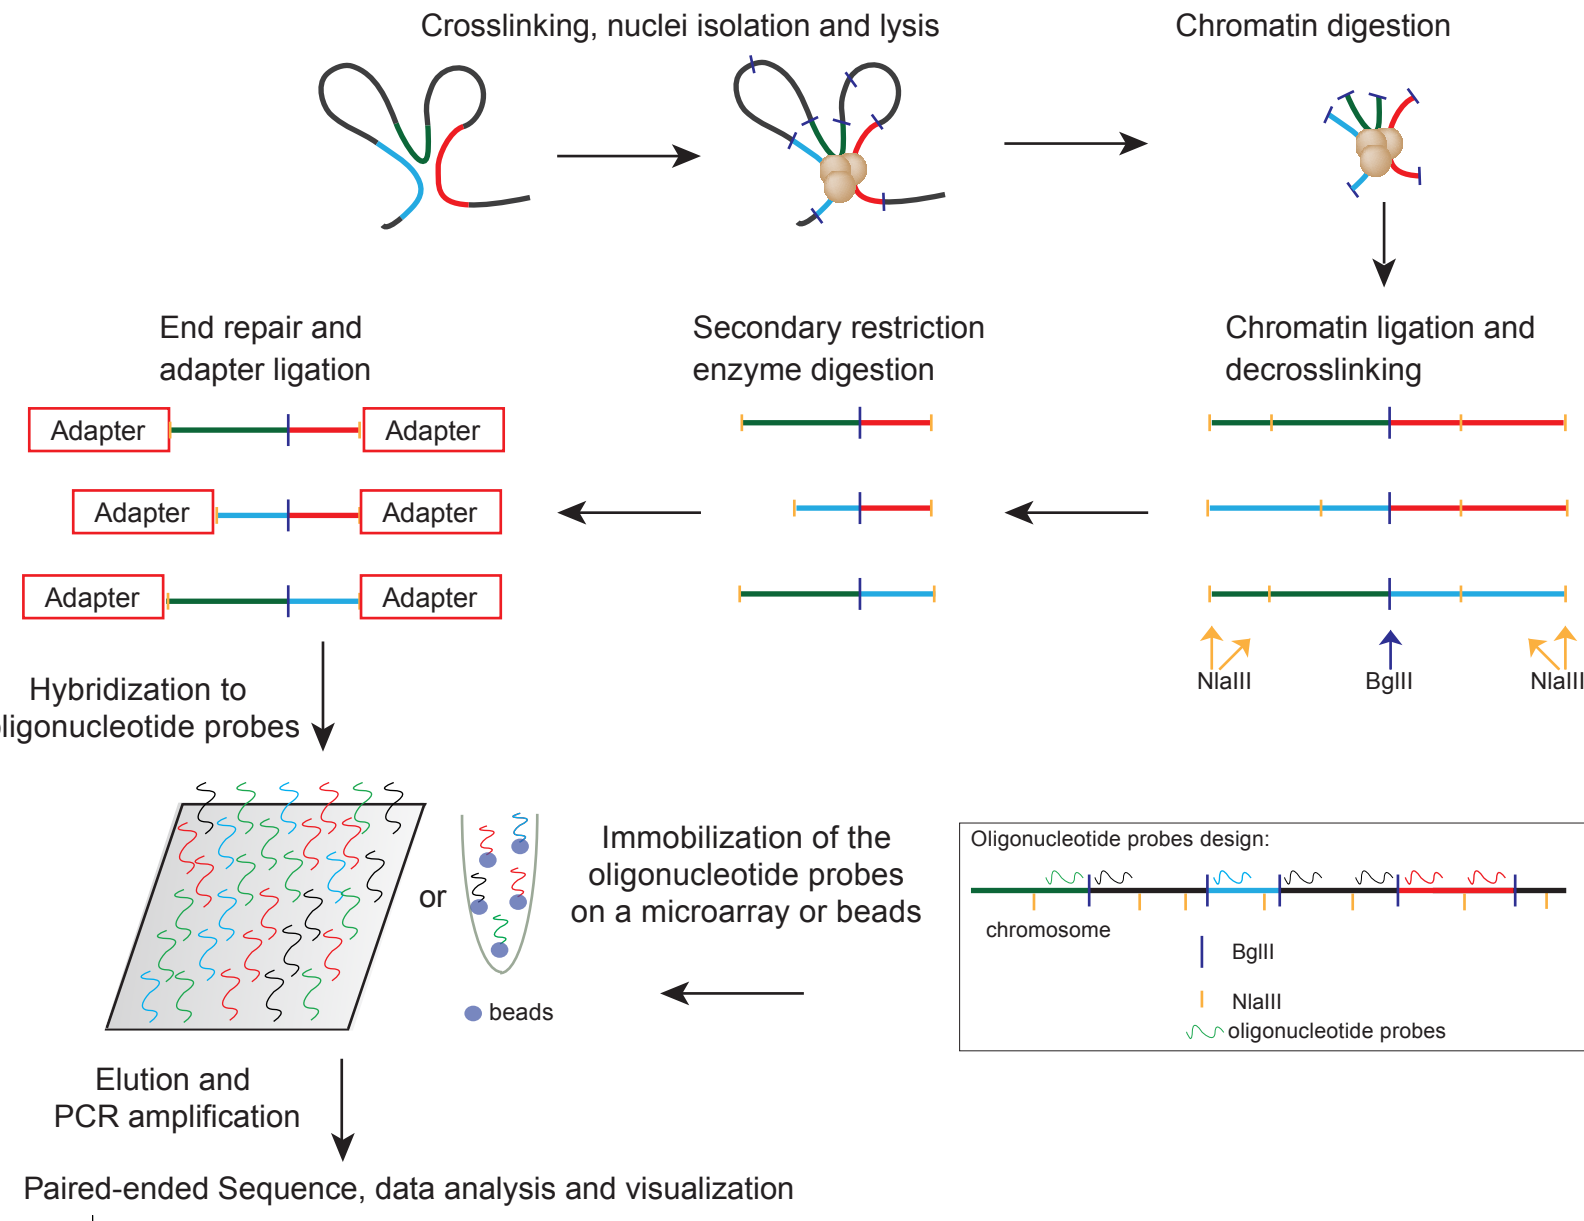 Crosslinking, nuclei isolation and lysis
Chromatin digestion
End repair and
adapter ligation
Secondary restriction
enzyme digestion
Chromatin ligation and
decrosslinking
Adapter
Adapter
Adapter
Adapter
Adapter
Adapter
NlaIII
BglII
NlaIII
Hybridization to
oligonucleotide probes
or
beads
Immobilization of the
oligonucleotide probes
on a microarray or beads
Oligonucleotide probes design:
chromosome
BglII
NlaIII
oligonucleotide probes
Elution and
PCR amplification
Paired-ended Sequence, data analysis and visualization